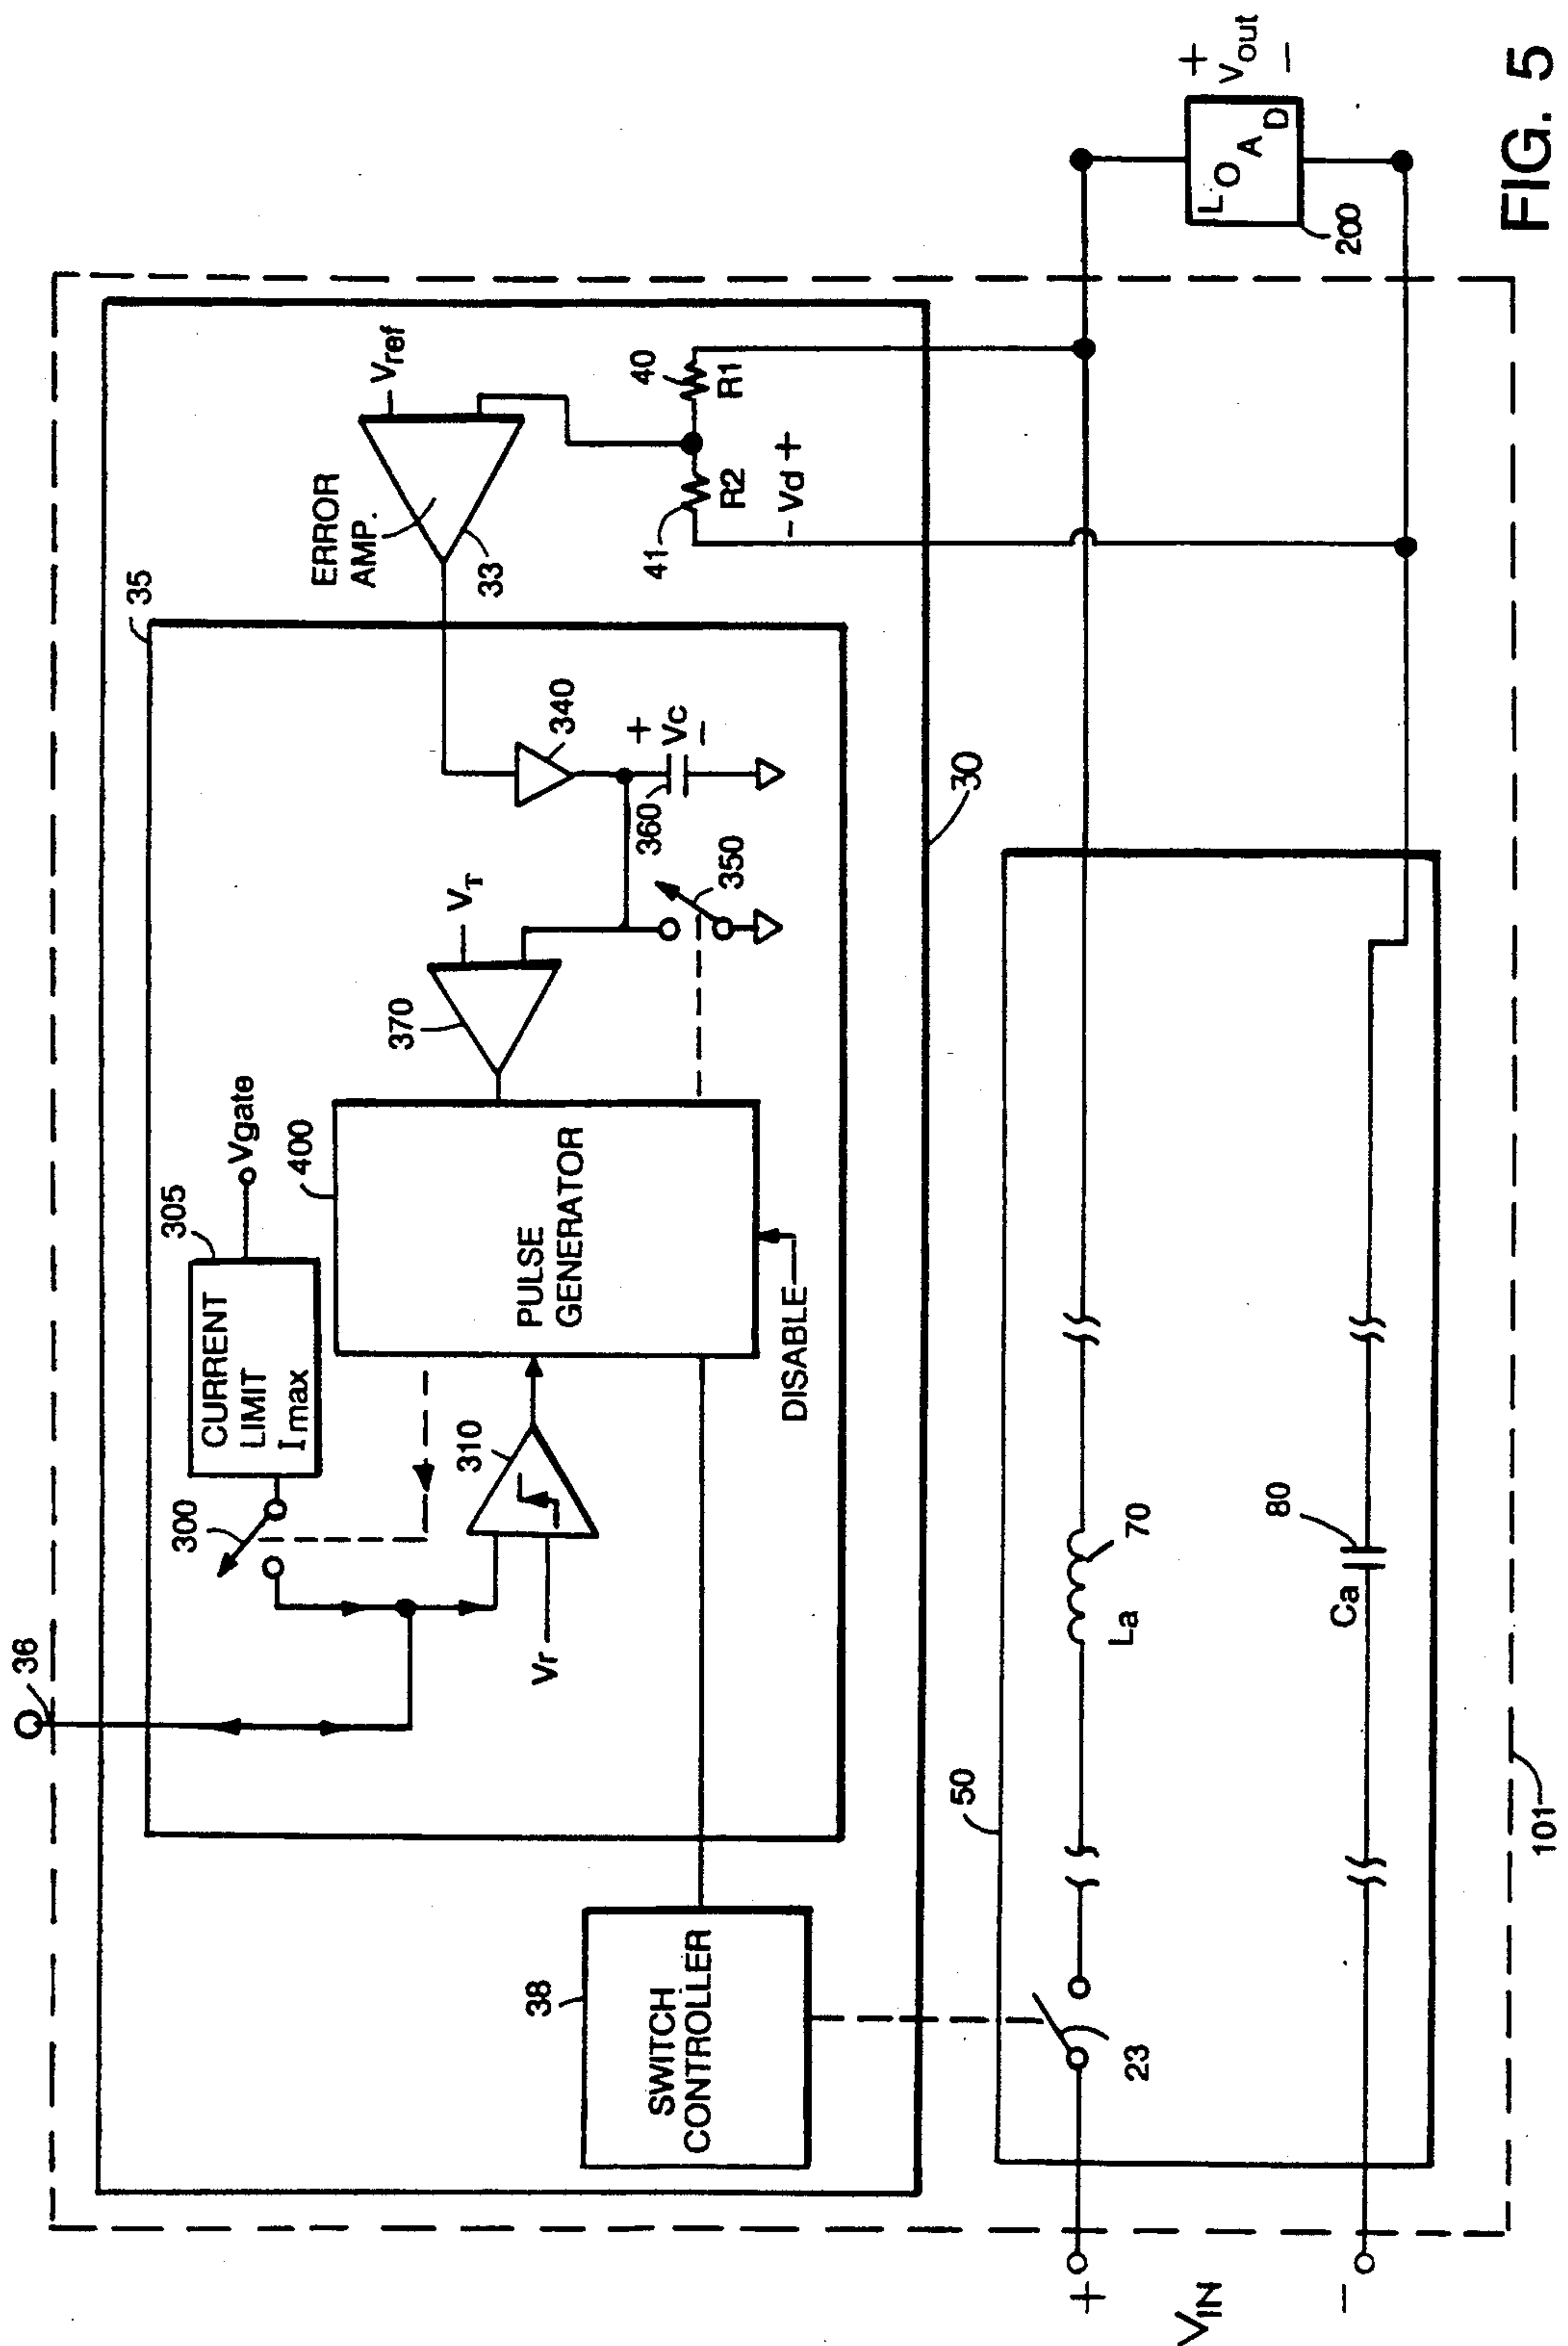 36
35
300
CURRENT
LIMIT
Imax
305
Vgate
400
PULSE
GENERATOR
DISABLE
310
Vr
370
VT
350
360
+
Vc
−
340
ERROR
AMP.
33
Vref
40
R1
41
R2
− Vd +
30
SWITCH
CONTROLLER
38
50
23
La
70
Ca
80
+
VIN
−
101
LOAD
200
+
Vout
−
FIG. 5